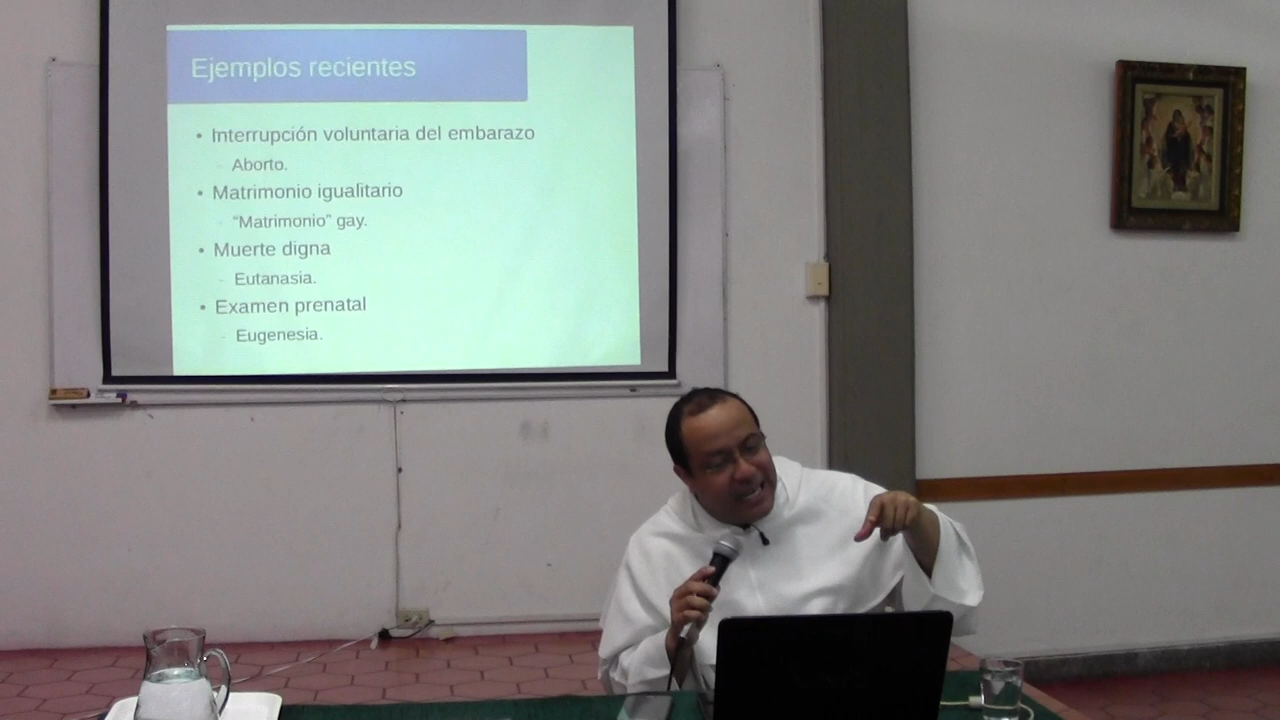 Ejemplos recientes
• Interrupción voluntaria del embarazo
- Aborto.
• Matrimonio igualitario
- “Matrimonio” gay.
• Muerte digna
- Eutanasia.
• Examen prenatal
- Eugenesia.